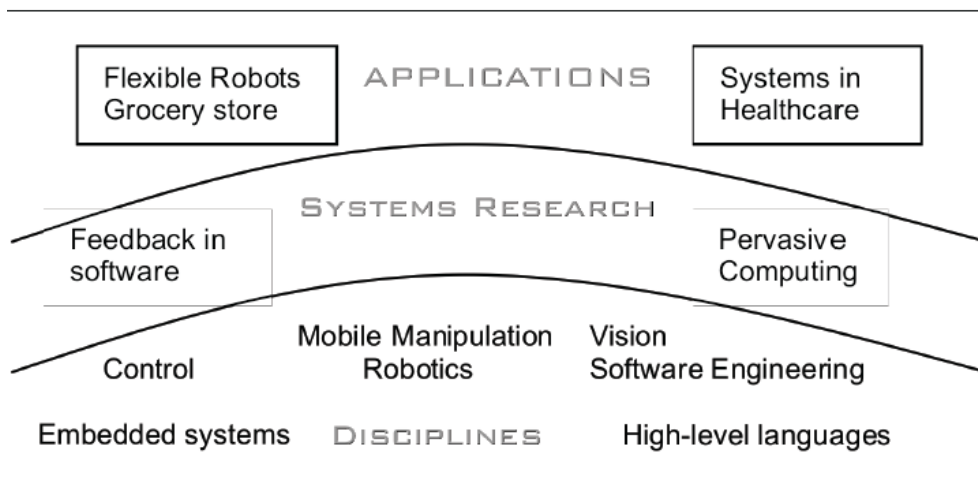 Flexible Robots
Grocery store
APPLICATIONS
Systems in
Healthcare
SYSTEMS RESEARCH
Feedback in
software
Pervasive
Computing
Mobile Manipulation
Robotics
Vision
Software Engineering
Control
Embedded systems
DISCIPLINES
High-level languages